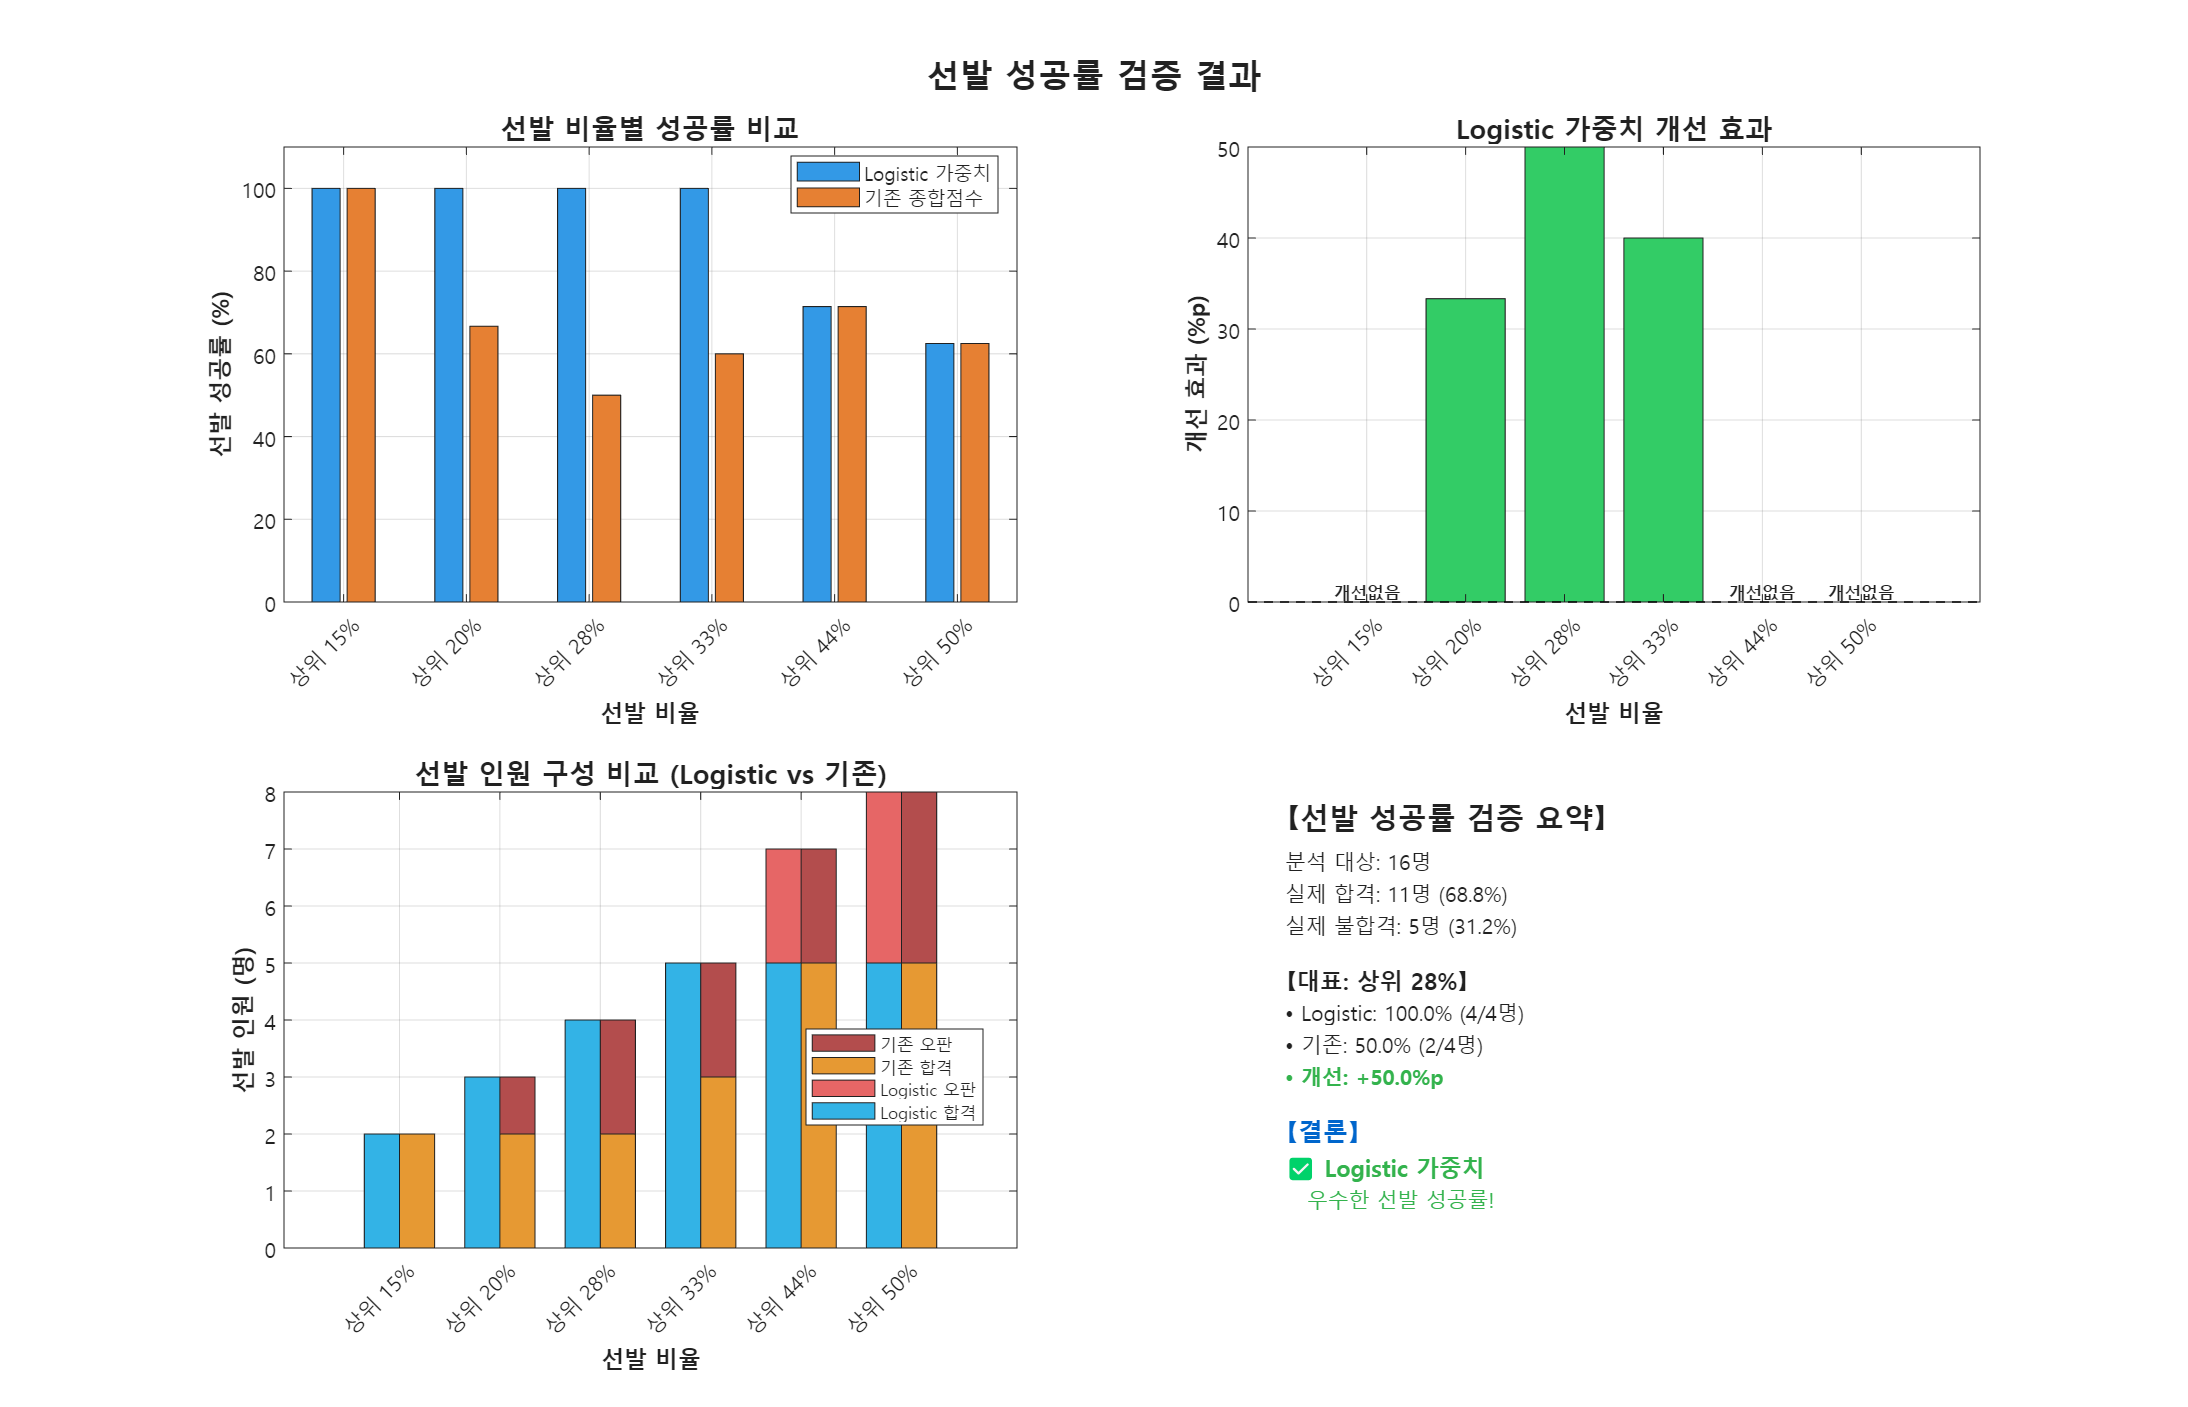 선발 성공률 검증 결과
선발 비율별 성공률 비교
Logistic 가중치
기존 종합점수
선발 성공률 (%)
100
80
60
40
20
0
상위 15%
상위 20%
상위 28%
상위 33%
상위 44%
상위 50%
선발 비율
Logistic 가중치 개선 효과
개선 효과 (%p)
50
40
30
20
10
0
개선없음
개선없음
개선없음
상위 15%
상위 20%
상위 28%
상위 33%
상위 44%
상위 50%
선발 비율
선발 인원 구성 비교 (Logistic vs 기존)
선발 인원 (명)
8
7
6
5
4
3
2
1
0
기존 오판
기존 합격
Logistic 오판
Logistic 합격
상위 15%
상위 20%
상위 28%
상위 33%
상위 44%
상위 50%
선발 비율
【선발 성공률 검증 요약】
분석 대상: 16명
실제 합격: 11명 (68.8%)
실제 불합격: 5명 (31.2%)
【대표: 상위 28%】
• Logistic: 100.0% (4/4명)
• 기존: 50.0% (2/4명)
• 개선: +50.0%p
【결론】
✅ Logistic 가중치
우수한 선발 성공률!